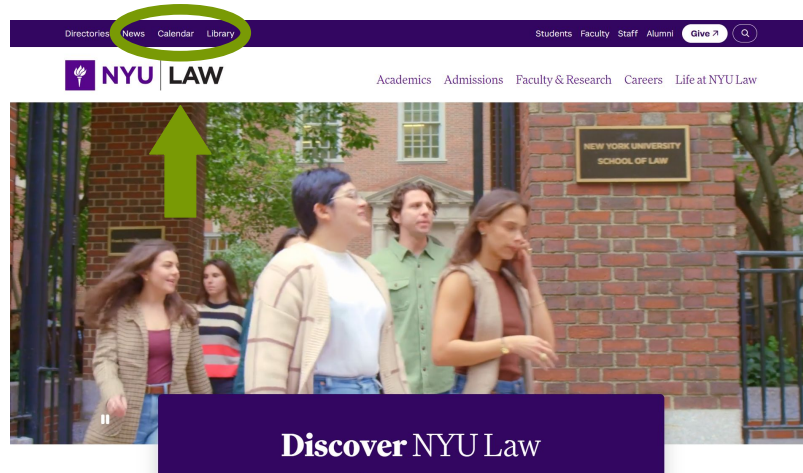 Directories News Calendar Library
Students Faculty Staff Alumni Give ↗
NYU LAW
Academics Admissions Faculty & Research Careers Life at NYU Law
NEW YORK UNIVERSITY
SCHOOL OF LAW
Discover NYU Law